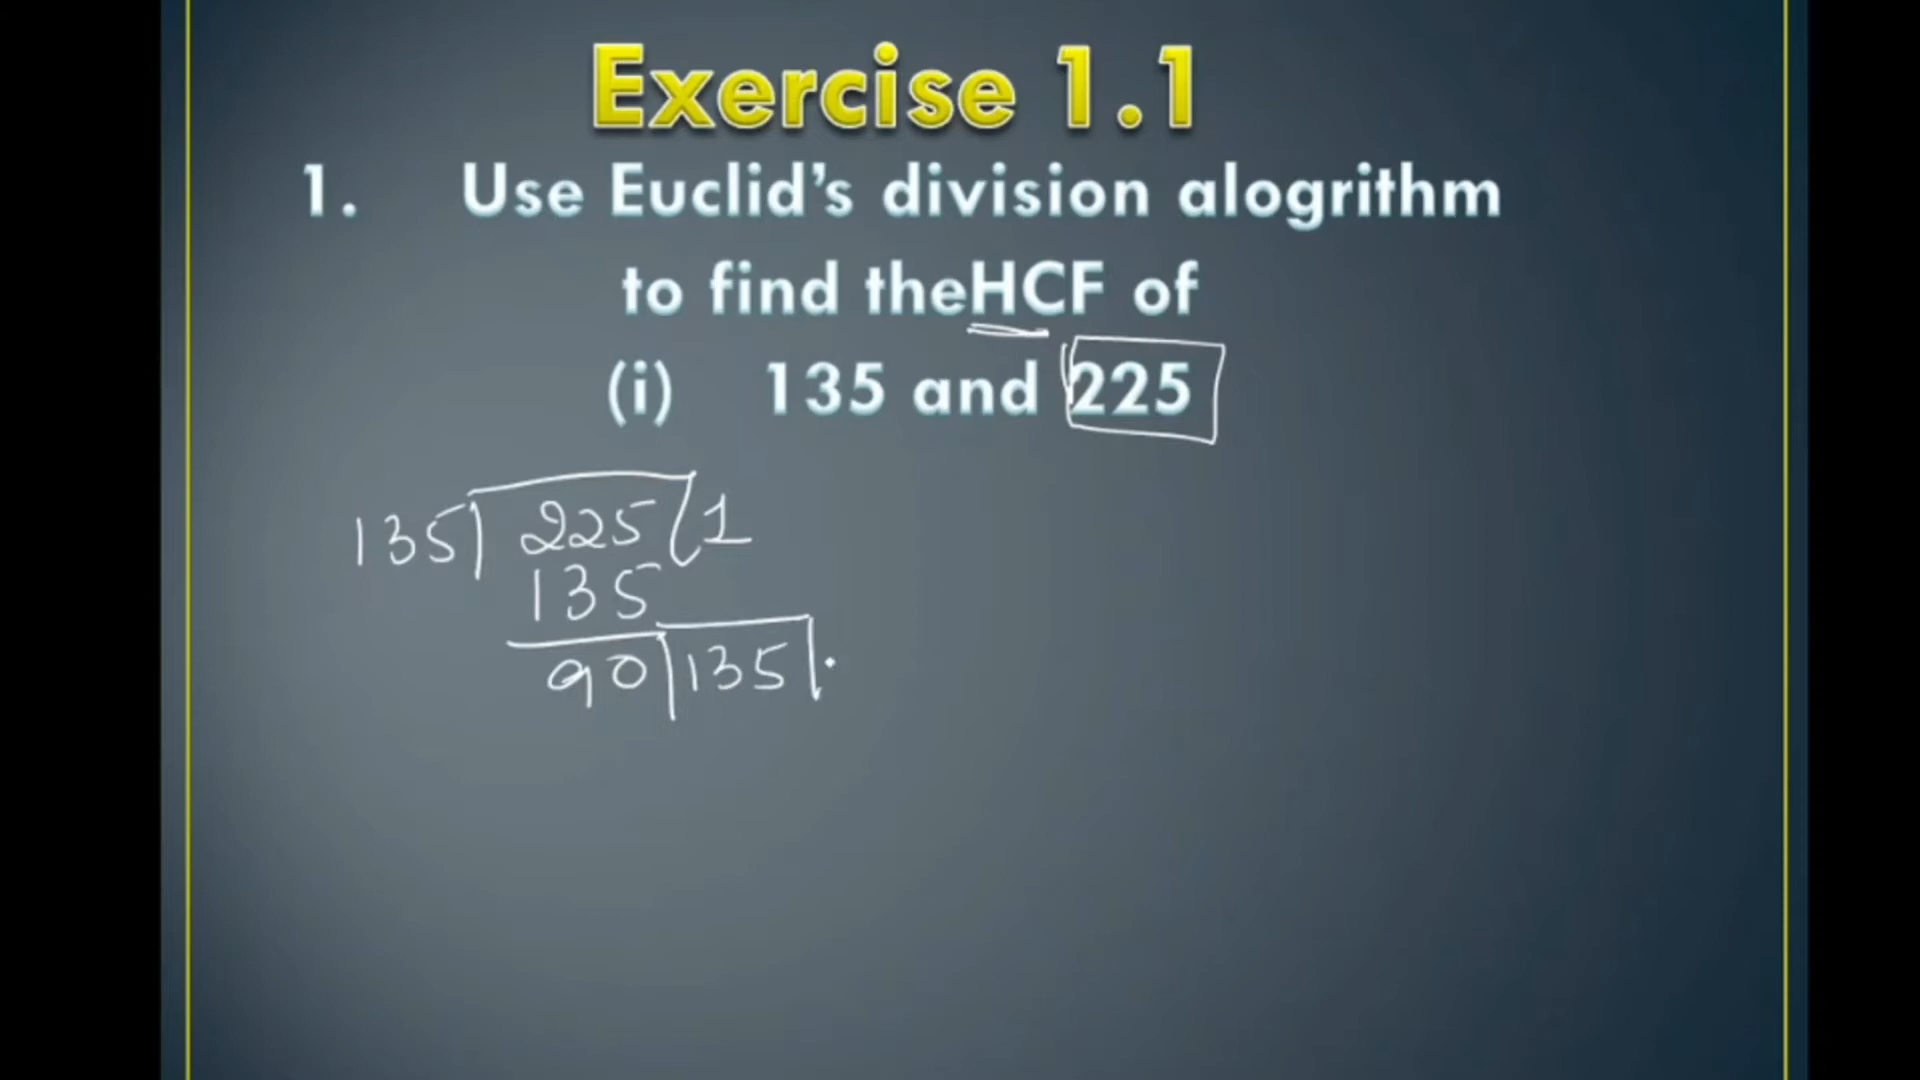 Exercise 1.1
1. Use Euclid's division alogrithm
to find theHCF of
(i) 135 and 225
135) 225 (1
135
90) 135 (